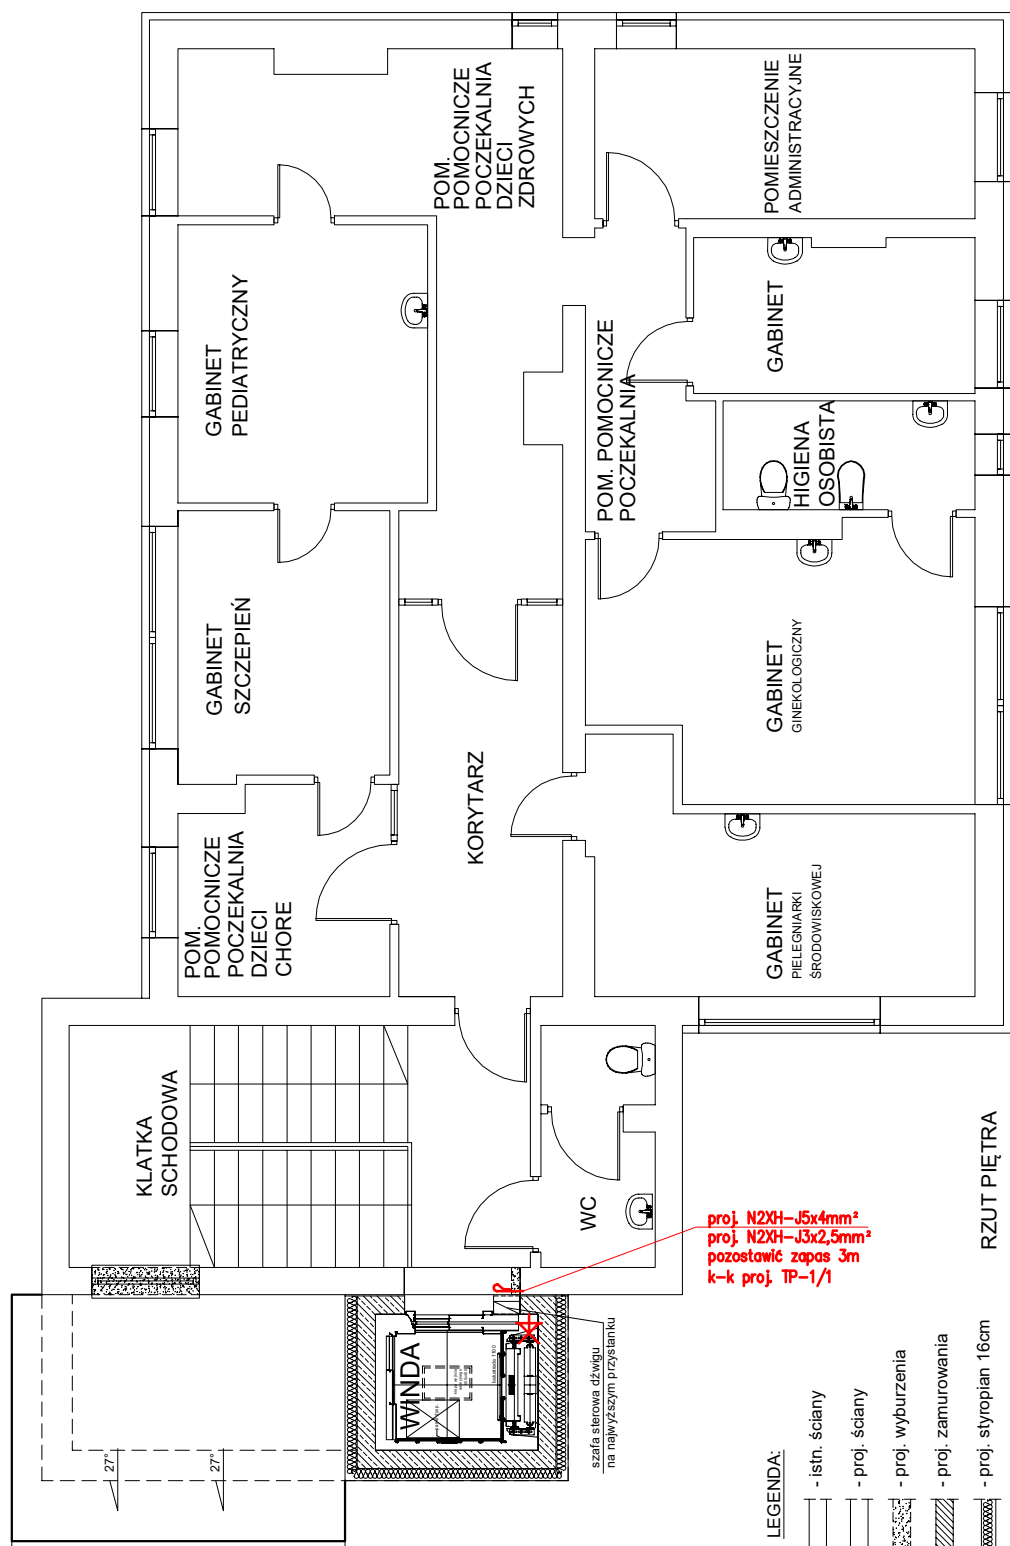 POM.
POMOCNICZE
POCZEKALNIA
DZIECI
ZDROWYCH
POMIESZCZENIE
ADMINISTRACYJNE
GABINET
PEDIATRYCZNY
GABINET
POM. POMOCNICZE
POCZEKALNIA
HIGIENA
OSOBISTA
GABINET
SZCZEPIEŃ
GABINET
GINEKOLOGICZNY
KORYTARZ
POM.
POMOCNICZE
POCZEKALNIA
DZIECI
CHORE
GABINET
PIELEGNIARKI
ŚRODOWISKOWEJ
KLATKA
SCHODOWA
WC
RZUT PIĘTRA
proj. N2XH-J5x4mm²
proj. N2XH-J3x2,5mm²
pozostawić zapas 3m
k-k proj. TP-1/1
WINDA
szafa sterowa dźwigu
na najwyższym przystanku
27°
27°
LEGENDA:
- istn. ściany
- proj. ściany
- proj. wyburzenia
- proj. zamurowania
- proj. styropian 16cm